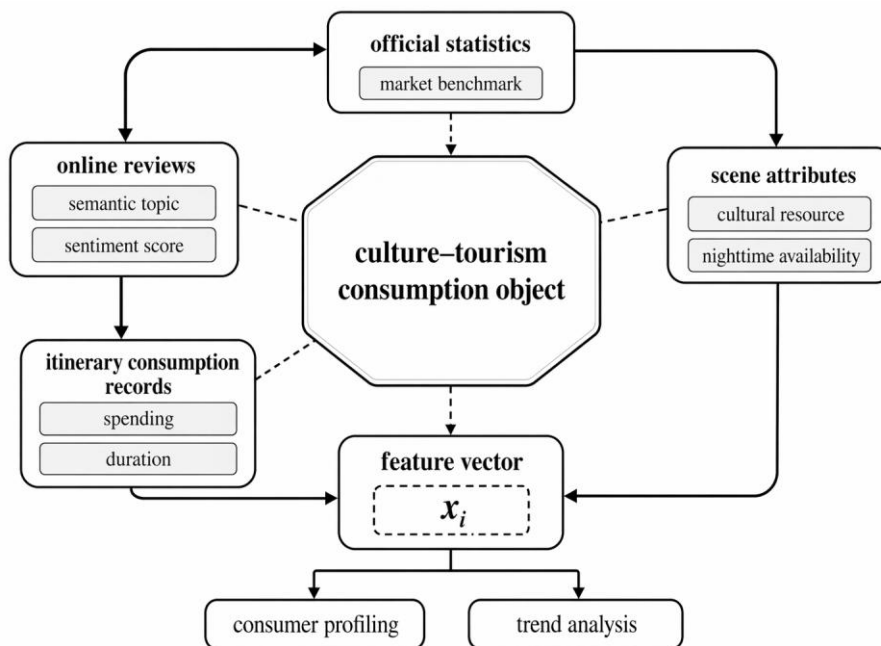 official statistics
market benchmark
online reviews
semantic topic
sentiment score
scene attributes
cultural resource
nighttime availability
culture–tourism
consumption object
itinerary consumption
records
spending
duration
feature vector
x_i
consumer profiling
trend analysis